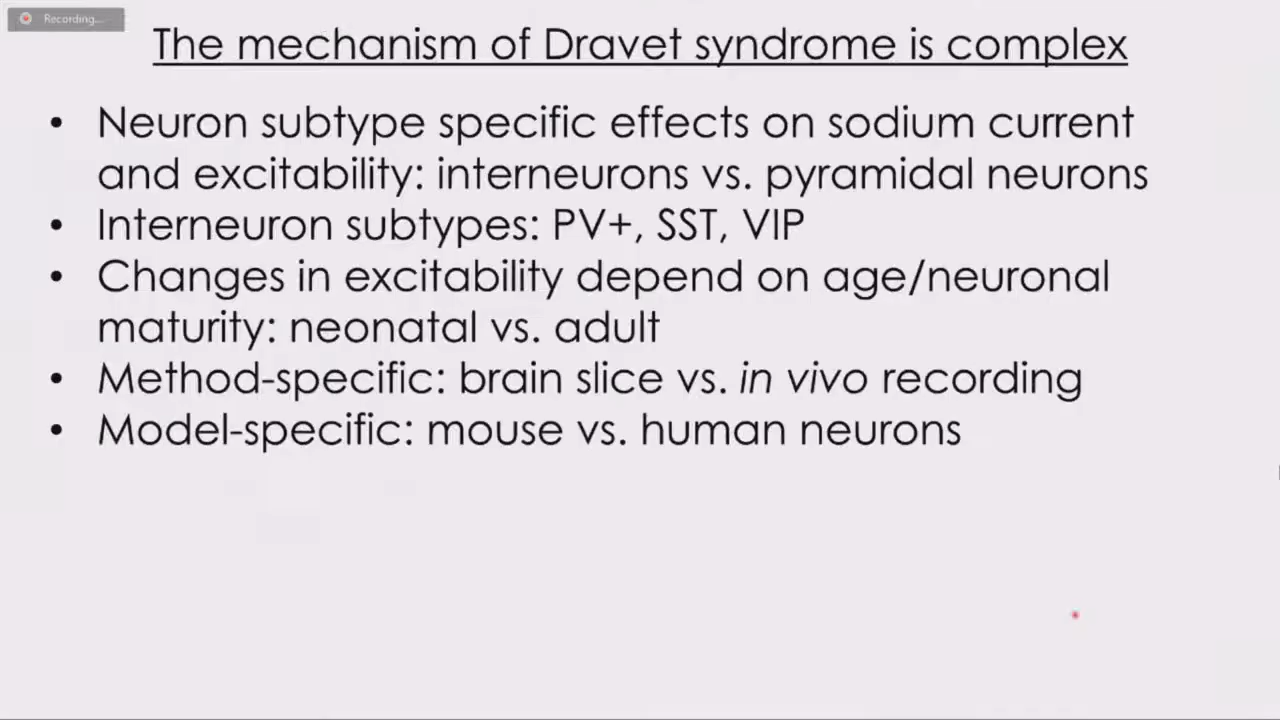 Recording...
The mechanism of Dravet syndrome is complex
• Neuron subtype specific effects on sodium current
and excitability: interneurons vs. pyramidal neurons
• Interneuron subtypes: PV+, SST, VIP
• Changes in excitability depend on age/neuronal
maturity: neonatal vs. adult
• Method-specific: brain slice vs. in vivo recording
• Model-specific: mouse vs. human neurons